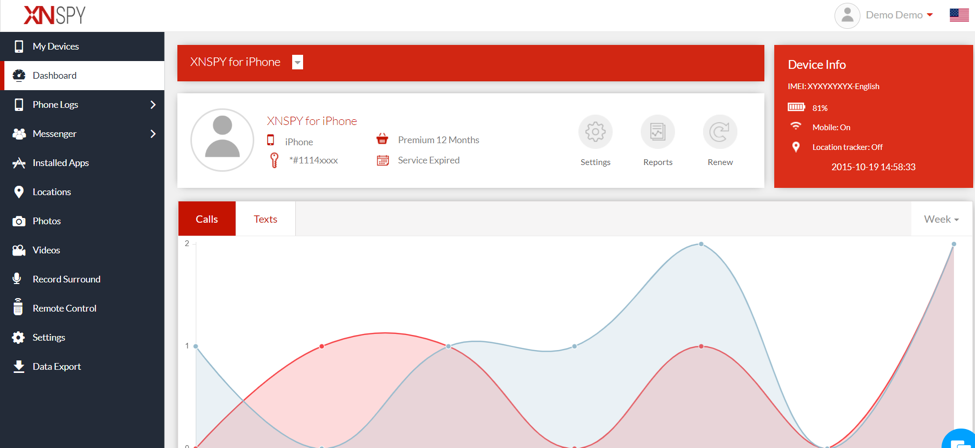 XNSPY
Demo Demo
My Devices
Dashboard
Phone Logs
Messenger
Installed Apps
Locations
Photos
Videos
Record Surround
Remote Control
Settings
Data Export
XNSPY for iPhone
XNSPY for iPhone
iPhone
Premium 12 Months
*#1114xxxx
Service Expired
Settings
Reports
Renew
Device Info
IMEI: XYXYXYXYX-English
81%
Mobile: On
Location tracker: Off
2015-10-19 14:58:33
Calls
Texts
Week
2
1
0